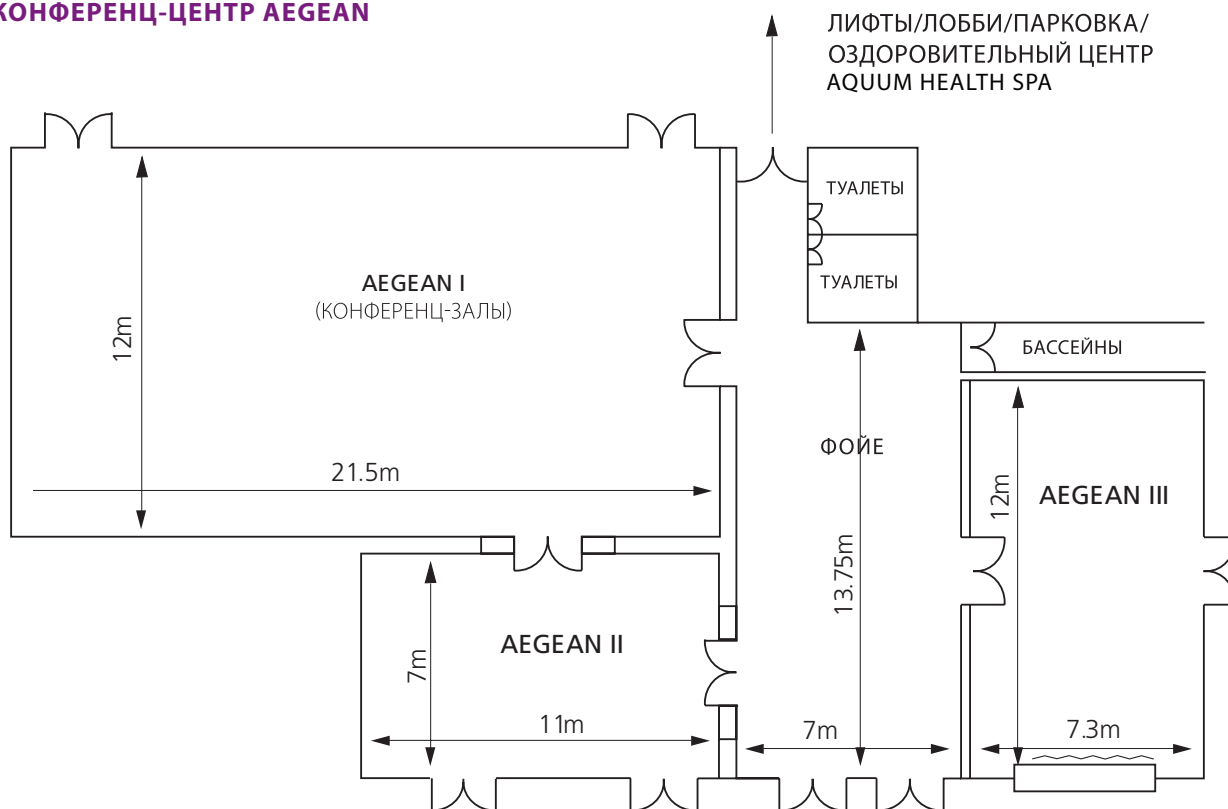 КОНФЕРЕНЦ-ЦЕНТР AEGEAN
ЛИФТЫ/ЛОББИ/ПАРКОВКА/
ОЗДОРОВИТЕЛЬНЫЙ ЦЕНТР
AQUUM HEALTH SPA
ТУАЛЕТЫ
ТУАЛЕТЫ
AEGEAN I
(КОНФЕРЕНЦ-ЗАЛЫ)
12m
21.5m
БАССЕЙНЫ
ФОЙЕ
13.75m
7m
12m
AEGEAN III
7.3m
AEGEAN II
7m
11m